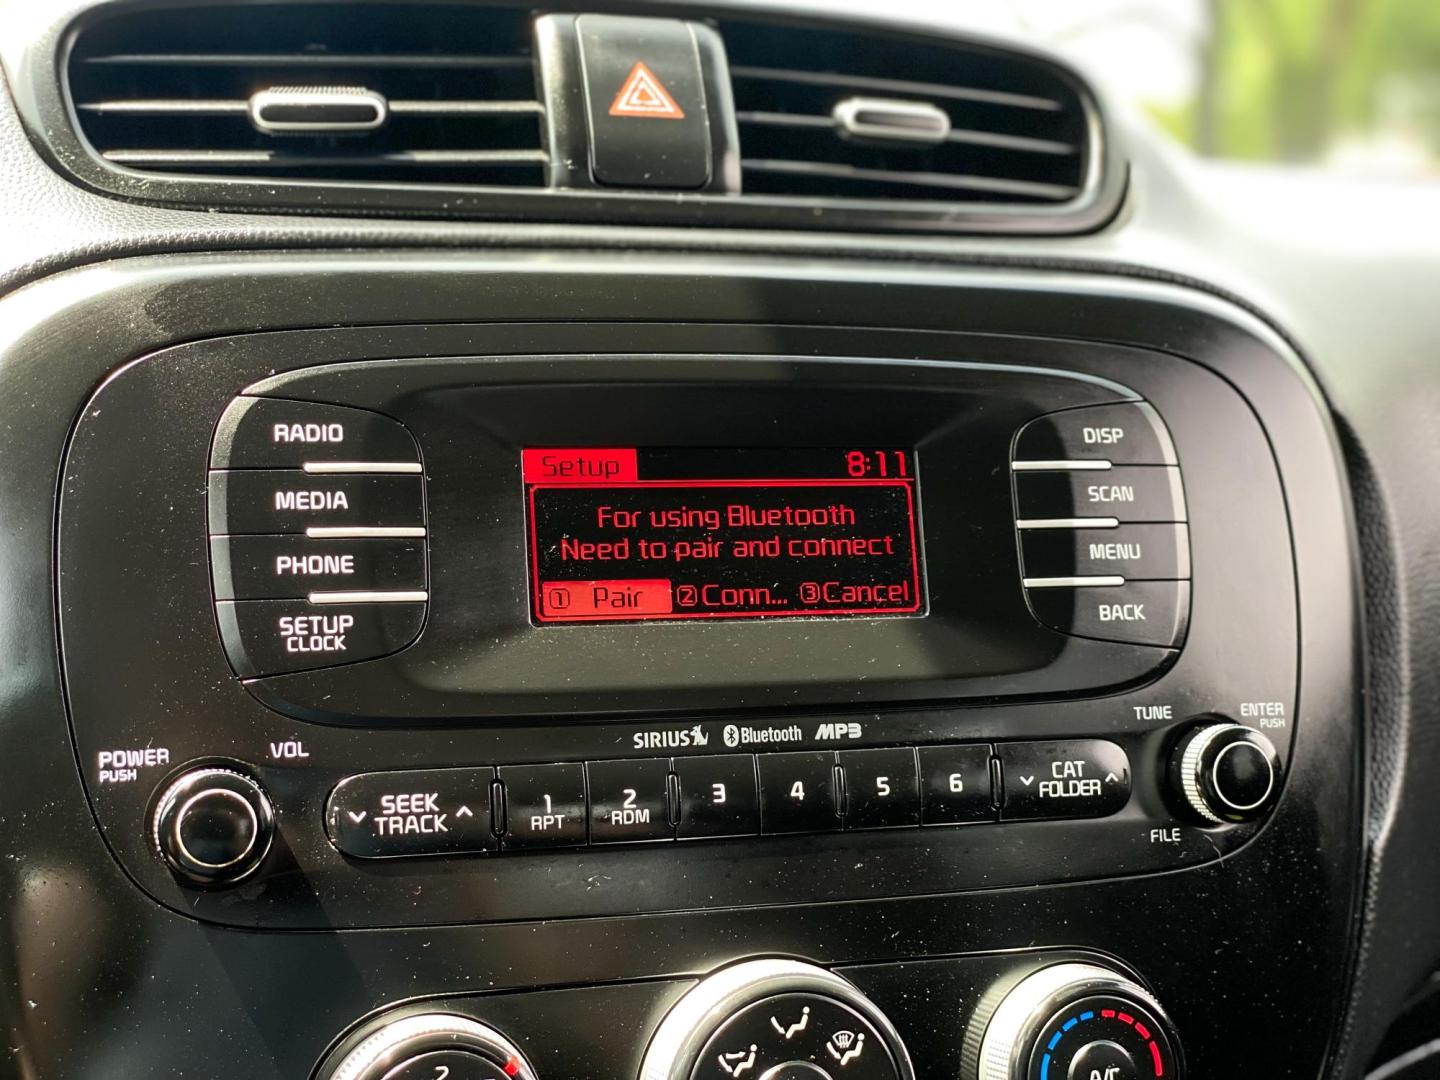 RADIO
MEDIA
PHONE
SETUP
CLOCK
Setup 8:11
For using Bluetooth
Need to pair and connect
① Pair ②Conn... ③Cancel
DISP
SCAN
MENU
BACK
SIRIUS Bluetooth MP3
POWER
PUSH
VOL
SEEK
TRACK
1
RPT
2
RDM
3
4
5
6
CAT
FOLDER
TUNE
ENTER
PUSH
FILE
2
A/C